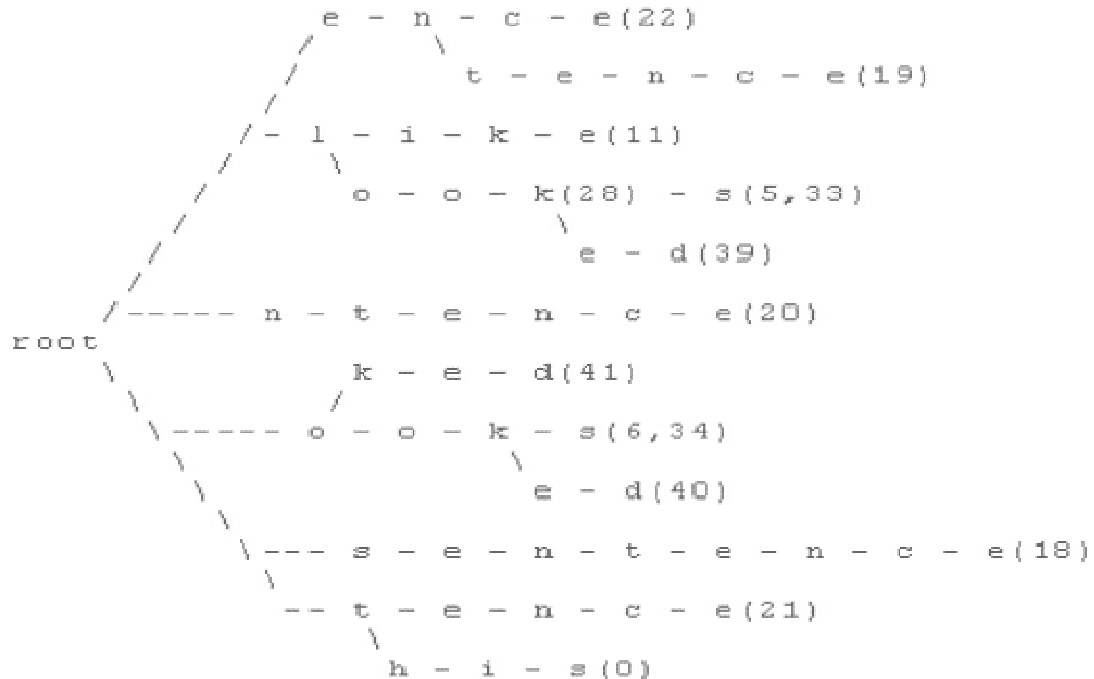 e - n - c - e(22)
t - e - n - c - e(19)
- l - i - k - e(11)
o - o - k(28) - s(5,33)
e - d(39)
----- n - t - e - n - c - e(20)
root
k - e - d(41)
----- o - o - k - s(6,34)
e - d(40)
--- s - e - n - t - e - n - c - e(18)
-- t - e - n - c - e(21)
h - i - s(0)